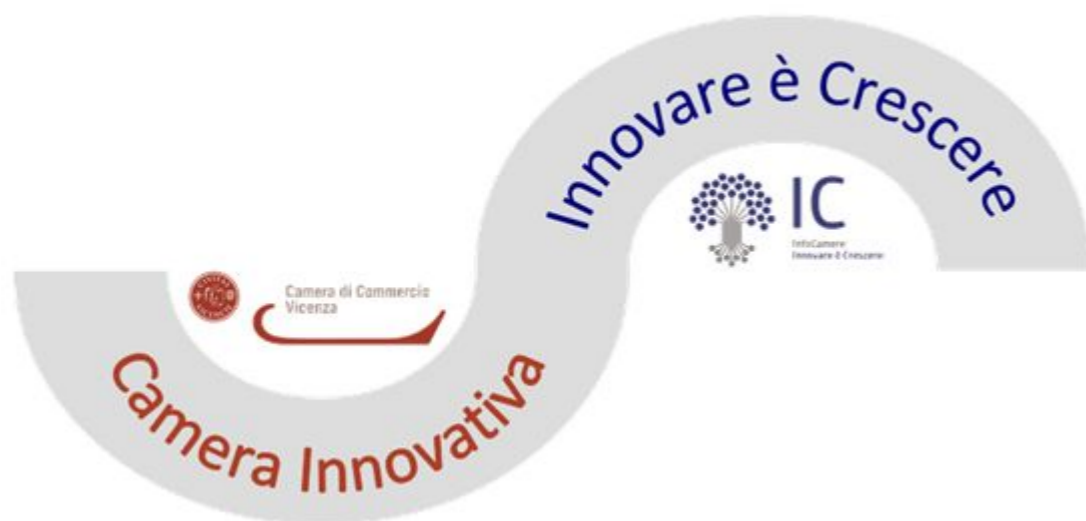 Innovare è Crescere
IC
InfoCamere
Innovare è Crescere
Camera di Commercio
Vicenza
Camera Innovativa